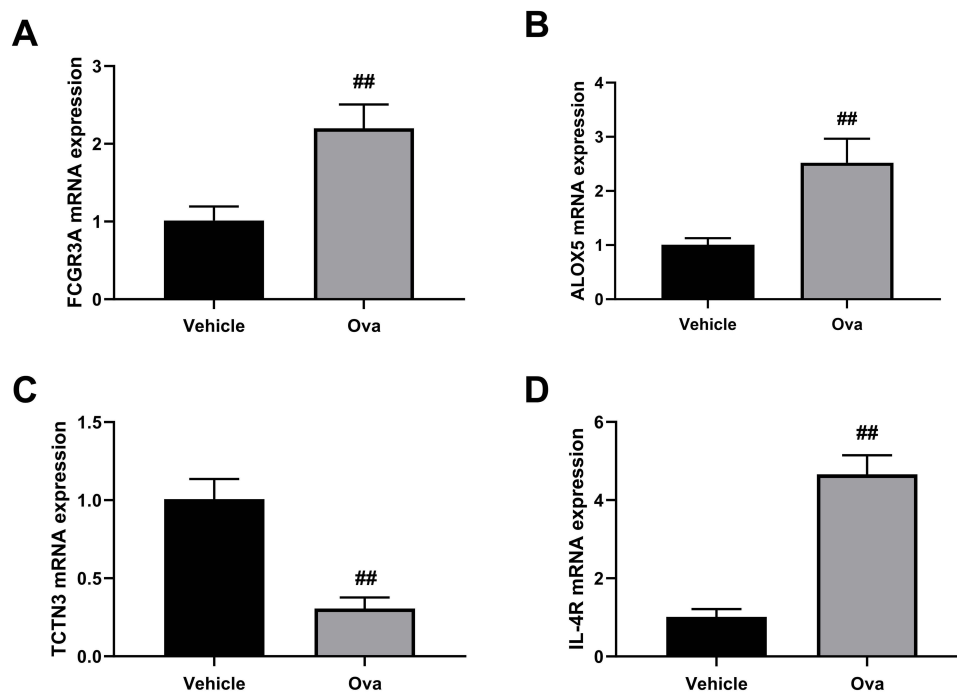 A
FCGR3A mRNA expression
3
2
1
0
##
Vehicle
Ova
B
ALOX5 mRNA expression
4
3
2
1
0
##
Vehicle
Ova
C
TCTN3 mRNA expression
1.5
1.0
0.5
0.0
##
Vehicle
Ova
D
IL-4R mRNA expression
6
4
2
0
##
Vehicle
Ova